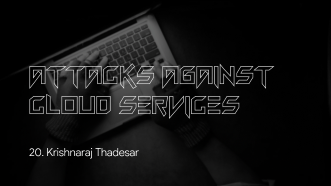 ATTACKS AGAINST
CLOUD SERVICES
20. Krishnaraj Thadesar